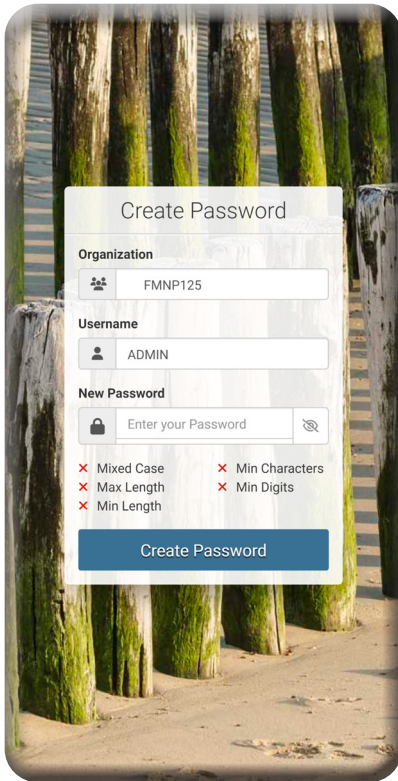 Create Password
Organization
FMNP125
Username
ADMIN
New Password
Enter your Password
× Mixed Case × Min Characters
× Max Length × Min Digits
× Min Length
Create Password